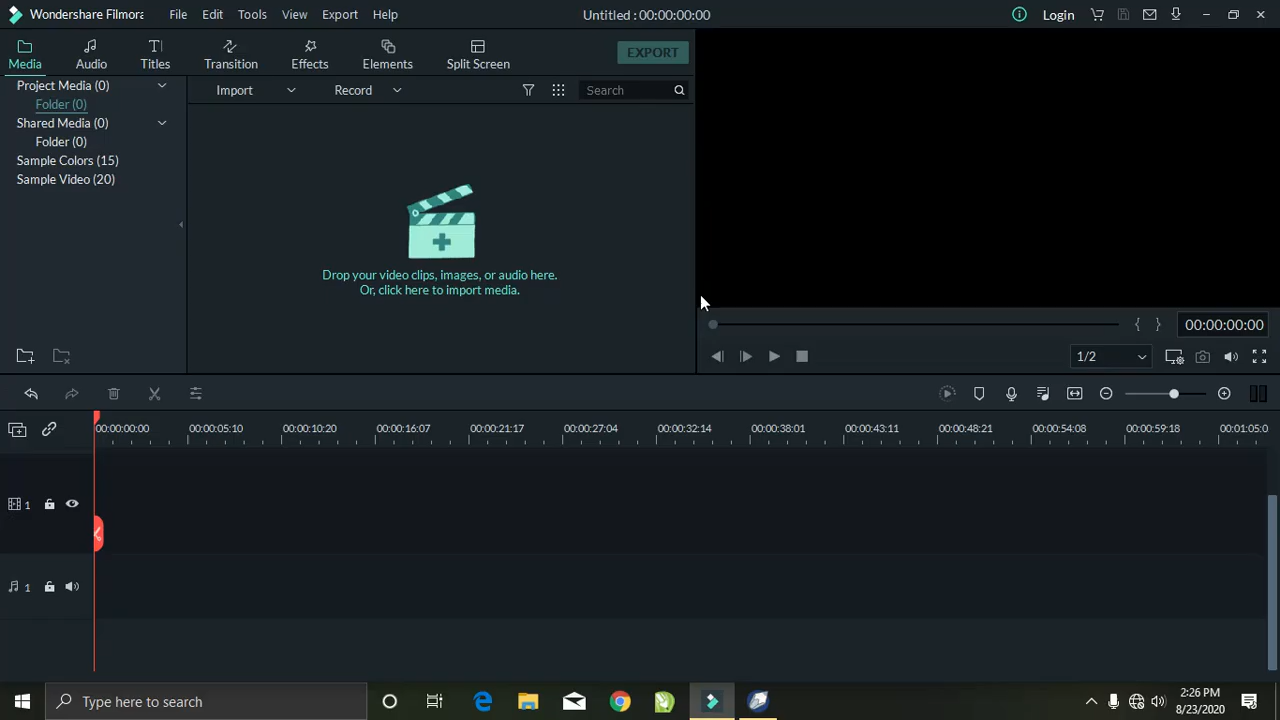 Wondershare Filmora File Edit Tools View Export Help Untitled : 00:00:00:00 Login
Media Audio Titles Transition Effects Elements Split Screen EXPORT
Project Media (0)
Folder (0)
Shared Media (0)
Folder (0)
Sample Colors (15)
Sample Video (20)
Import Record Search
Drop your video clips, images, or audio here.
Or, click here to import media.
{ } 00:00:00:00
1/2
00:00:00:00 00:00:05:10 00:00:10:20 00:00:16:07 00:00:21:17 00:00:27:04 00:00:32:14 00:00:38:01 00:00:43:11 00:00:48:21 00:00:54:08 00:00:59:18 00:01:05:0
1
1
Type here to search
2:26 PM
8/23/2020